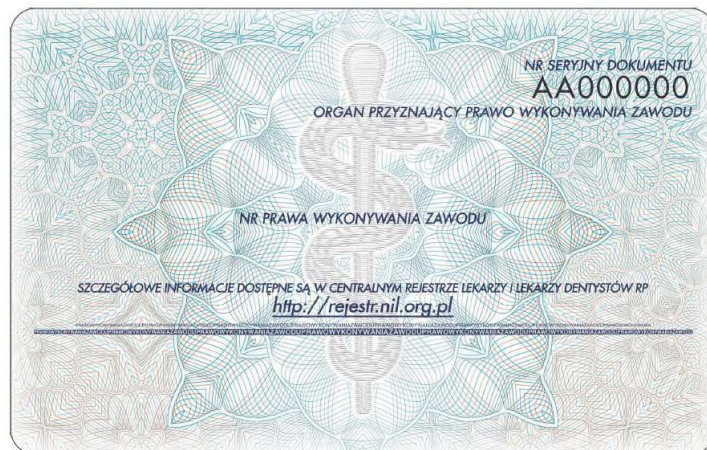 NR SERYJNY DOKUMENTU
AA000000
ORGAN PRZYZNAJĄCY PRAWO WYKONYWANIA ZAWODU
NR PRAWA WYKONYWANIA ZAWODU
SZCZEGÓŁOWE INFORMACJE DOSTĘPNE SĄ W CENTRALNYM REJESTRZE LEKARZY I LEKARZY DENTYSTÓW RP
http://rejestr.nil.org.pl